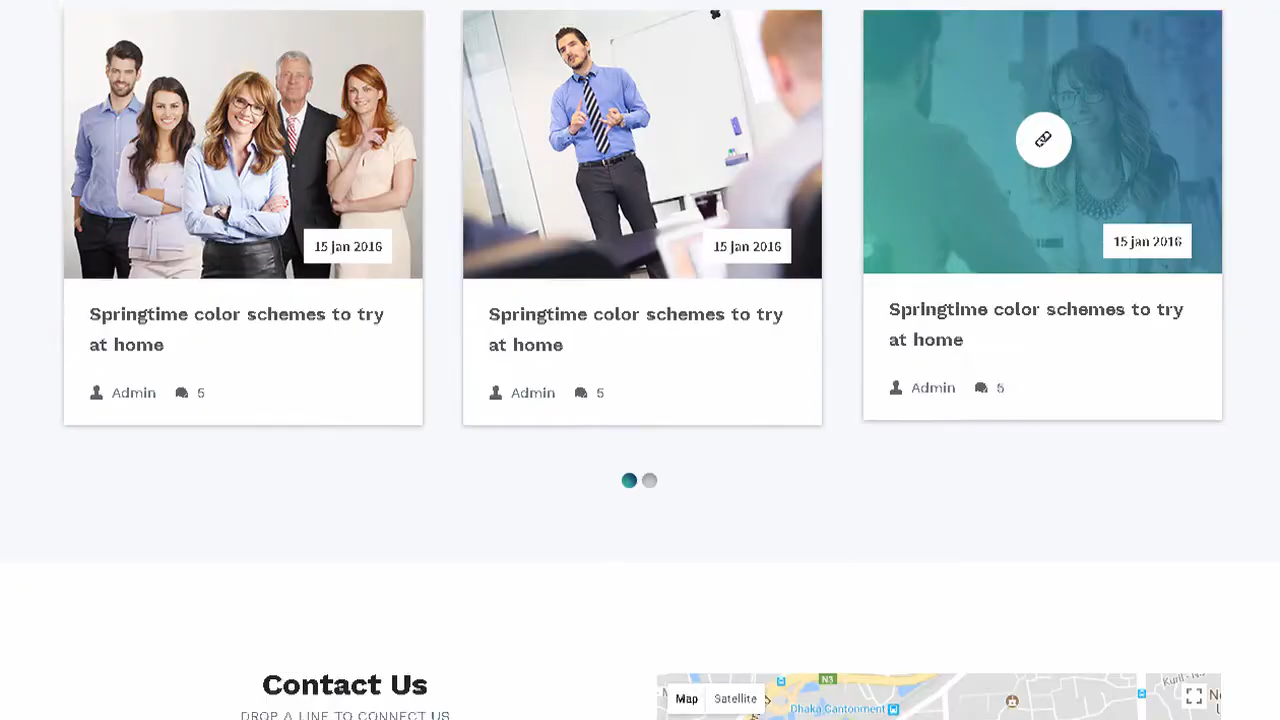 15 jan 2016
15 jan 2016
15 jan 2016
Springtime color schemes to try
at home
Springtime color schemes to try
at home
Springtime color schemes to try
at home
Admin 5
Admin 5
Admin 5
Contact Us
DROP A LINE TO CONNECT US
Map Satellite
N3
Dhaka Cantonment
Kuril - N